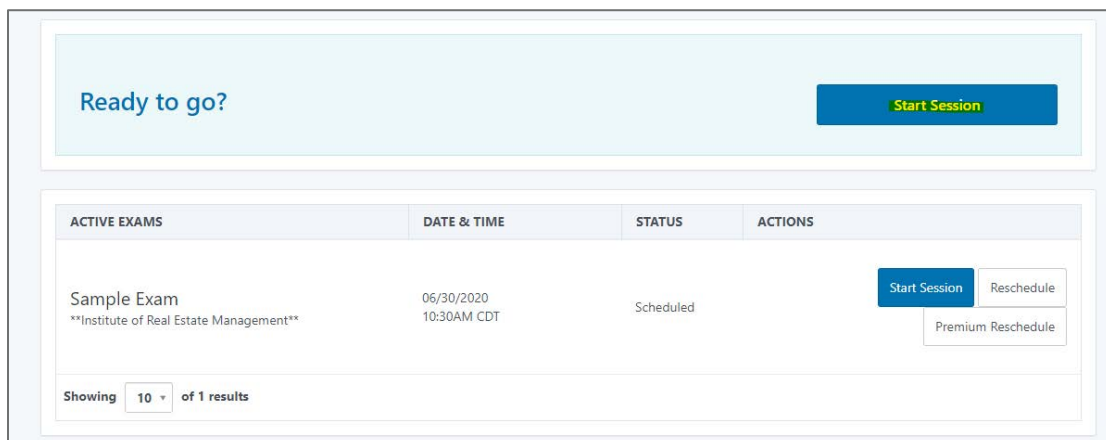 Ready to go?
Start Session
ACTIVE EXAMS DATE & TIME STATUS ACTIONS
Sample Exam
**Institute of Real Estate Management**
06/30/2020
10:30AM CDT
Scheduled
Start Session Reschedule
Premium Reschedule
Showing 10 of 1 results